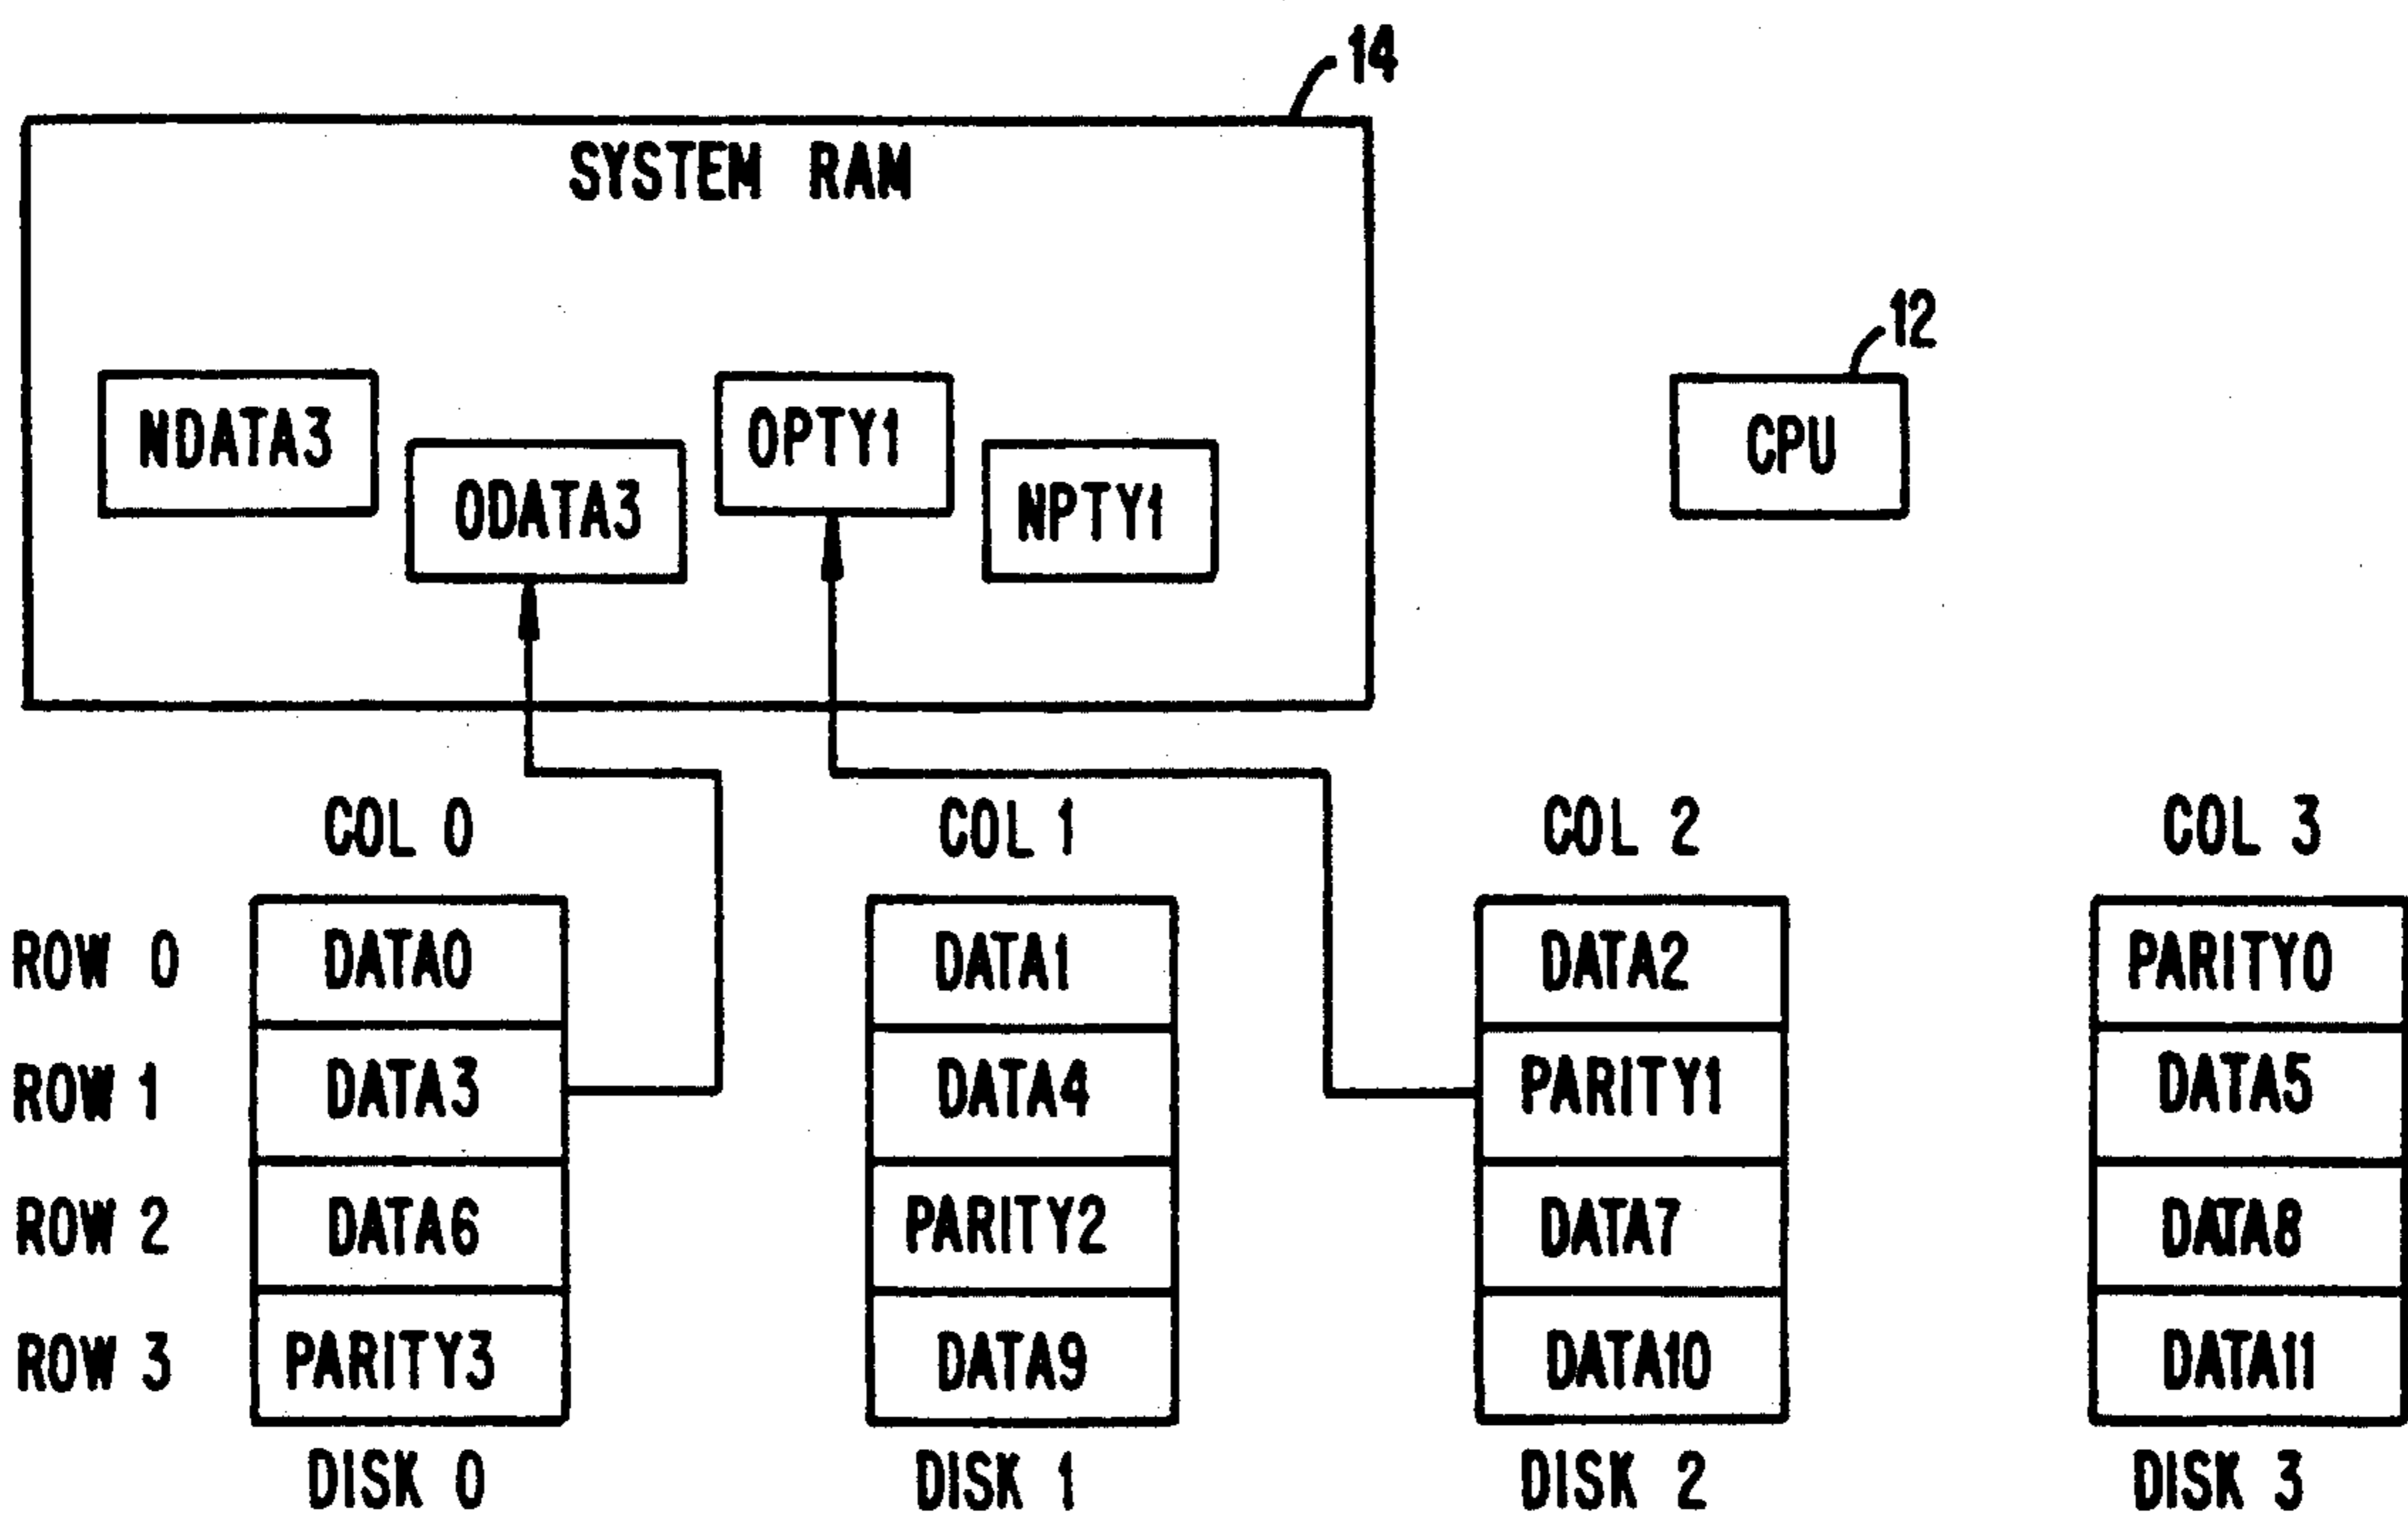 14
SYSTEM RAM
12
NDATA3
OPTY1
CPU
ODATA3
NPTY1
COL 0 COL 1 COL 2 COL 3
ROW 0 DATA0 DATA1 DATA2 PARITY0
ROW 1 DATA3 DATA4 PARITY1 DATA5
ROW 2 DATA6 PARITY2 DATA7 DATA8
ROW 3 PARITY3 DATA9 DATA10 DATA11
DISK 0 DISK 1 DISK 2 DISK 3